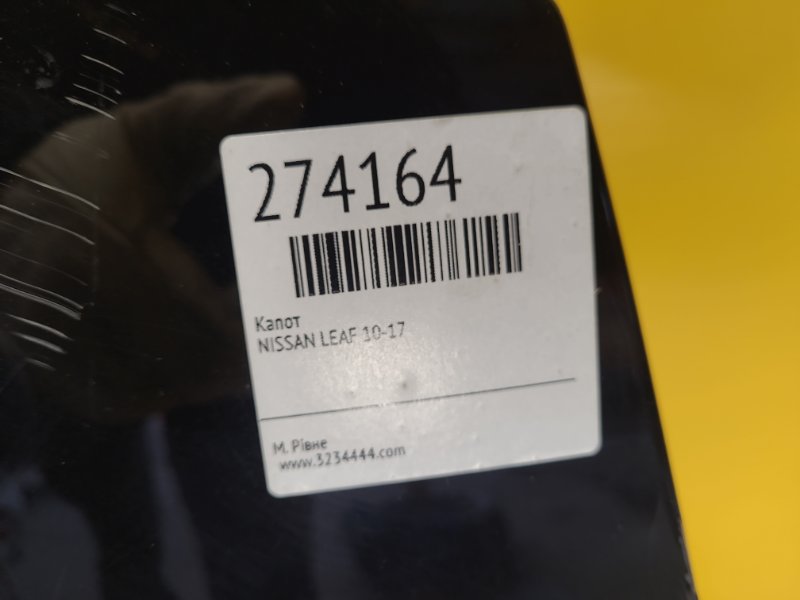 274164
Капот
NISSAN LEAF 10-17
М. Рівне
www.3234444.com